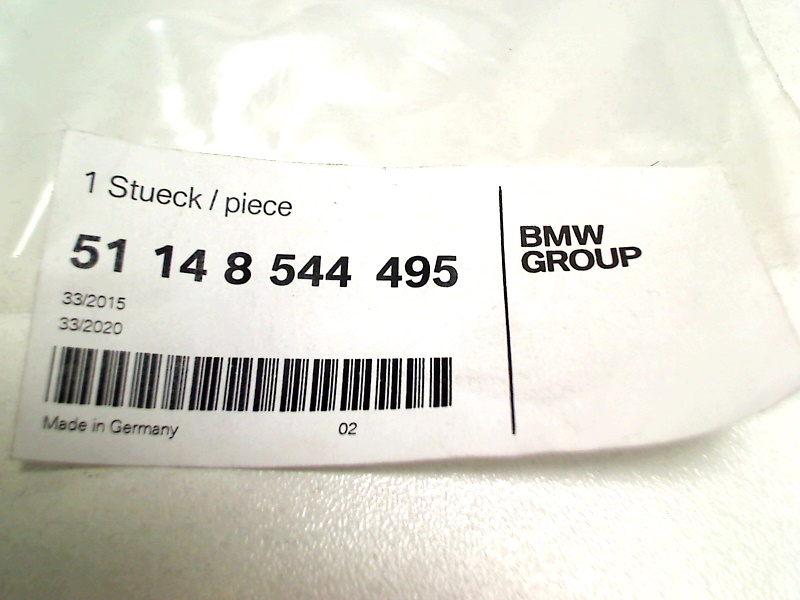 1 Stueck / piece
51 14 8 544 495
33/2015
33/2020
Made in Germany 02
BMW
GROUP